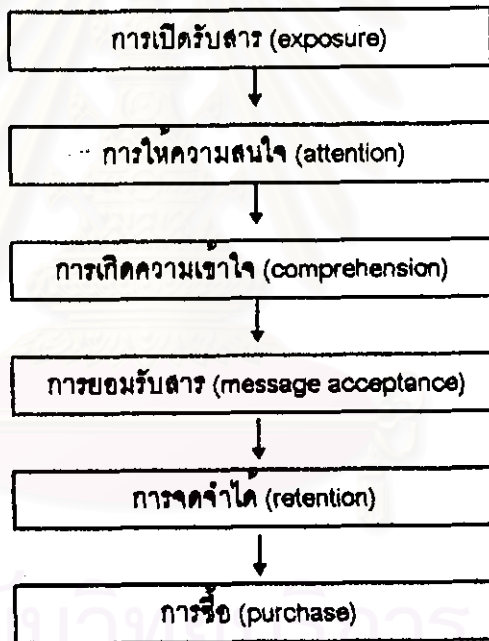 การเปิดรับสาร (exposure)
การให้ความสนใจ (attention)
การเกิดความเข้าใจ (comprehension)
การยอมรับสาร (message acceptance)
การจดจำได้ (retention)
การซื้อ (purchase)